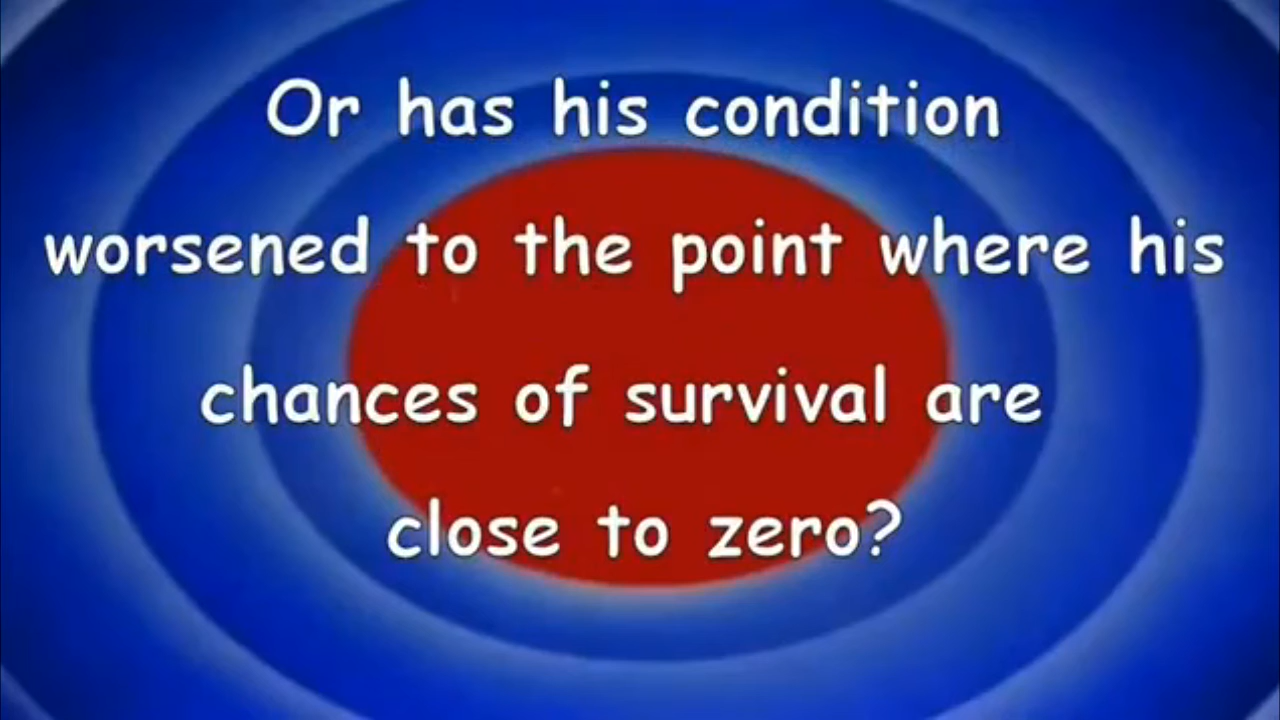 Or has his condition
worsened to the point where his
chances of survival are
close to zero?